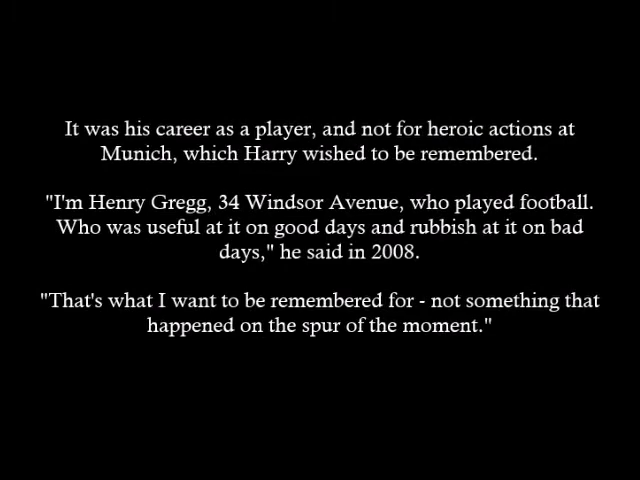 It was his career as a player, and not for heroic actions at
Munich, which Harry wished to be remembered.
"I'm Henry Gregg, 34 Windsor Avenue, who played football.
Who was useful at it on good days and rubbish at it on bad
days," he said in 2008.
"That's what I want to be remembered for - not something that
happened on the spur of the moment."